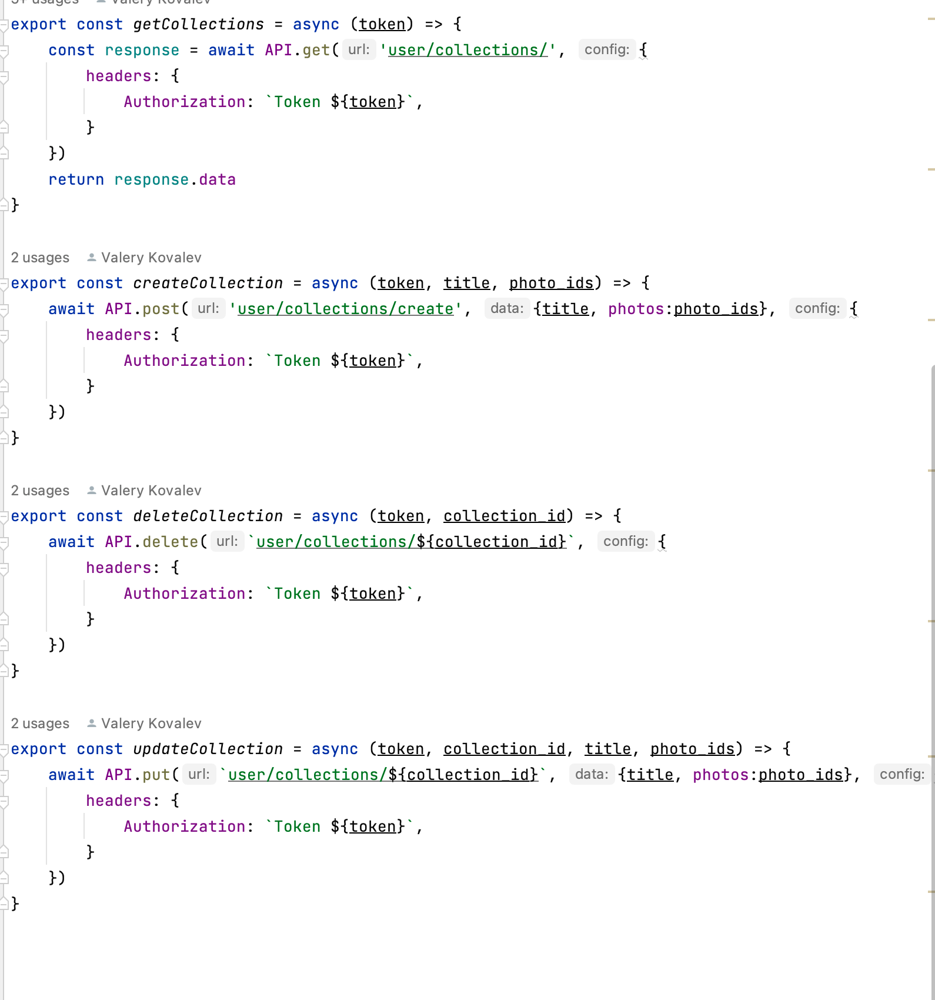 5+ usages Valery Kovalev
export const getCollections = async (token) => {
    const response = await API.get( url: 'user/collections/', config: {
        headers: {
            Authorization: `Token ${token}`,
        }
    })
    return response.data
}
2 usages Valery Kovalev
export const createCollection = async (token, title, photo_ids) => {
    await API.post( url: 'user/collections/create', data: {title, photos:photo_ids}, config: {
        headers: {
            Authorization: `Token ${token}`,
        }
    })
}
2 usages Valery Kovalev
export const deleteCollection = async (token, collection_id) => {
    await API.delete( url: `user/collections/${collection_id}`, config: {
        headers: {
            Authorization: `Token ${token}`,
        }
    })
}
2 usages Valery Kovalev
export const updateCollection = async (token, collection_id, title, photo_ids) => {
    await API.put( url: `user/collections/${collection_id}`, data: {title, photos:photo_ids}, config:
        headers: {
            Authorization: `Token ${token}`,
        }
    })
}